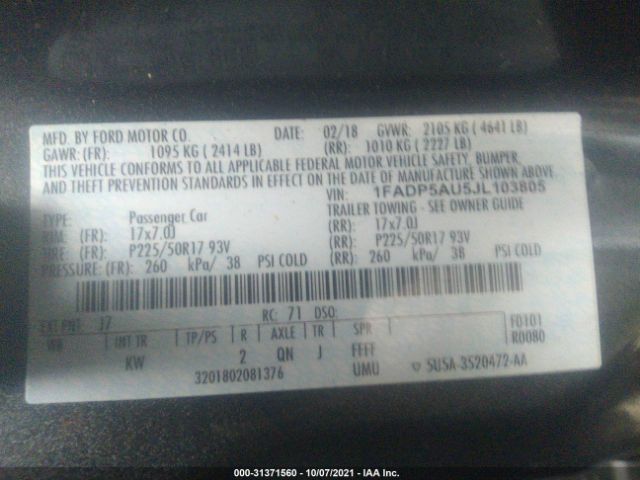 MFD. BY FORD MOTOR CO. DATE: 02/18 GVWR: 2105 KG ( 4641 LB)
GAWR: (FR): 1095 KG ( 2414 LB) (RR): 1010 KG ( 2227 LB)
THIS VEHICLE CONFORMS TO ALL APPLICABLE FEDERAL MOTOR VEHICLE SAFETY, BUMPER,
AND THEFT PREVENTION STANDARDS IN EFFECT ON THE DATE OF MANUFACTURE SHOWN ABOVE.
VIN: 1FADP5AU5JL103805
TYPE: Passenger Car TRAILER TOWING - SEE OWNER GUIDE
RIM (FR): 17x7.0J (RR): 17x7.0J
TIRE: (FR): P225/50R17 93V (RR): P225/50R17 93V
PRESSURE: (FR): 260 kPa/ 38 PSI COLD (RR): 260 kPa/ 38 PSI COLD
EXT PNT: J7 RC: 71 DSO:
WB INT TR TP/PS R AXLE TR SPR F0101
KW 2 QN J FFFF R0080
3201802081376 UMU SUSA-3S20472-AA
000-31371560 - 10/07/2021 - IAA Inc.